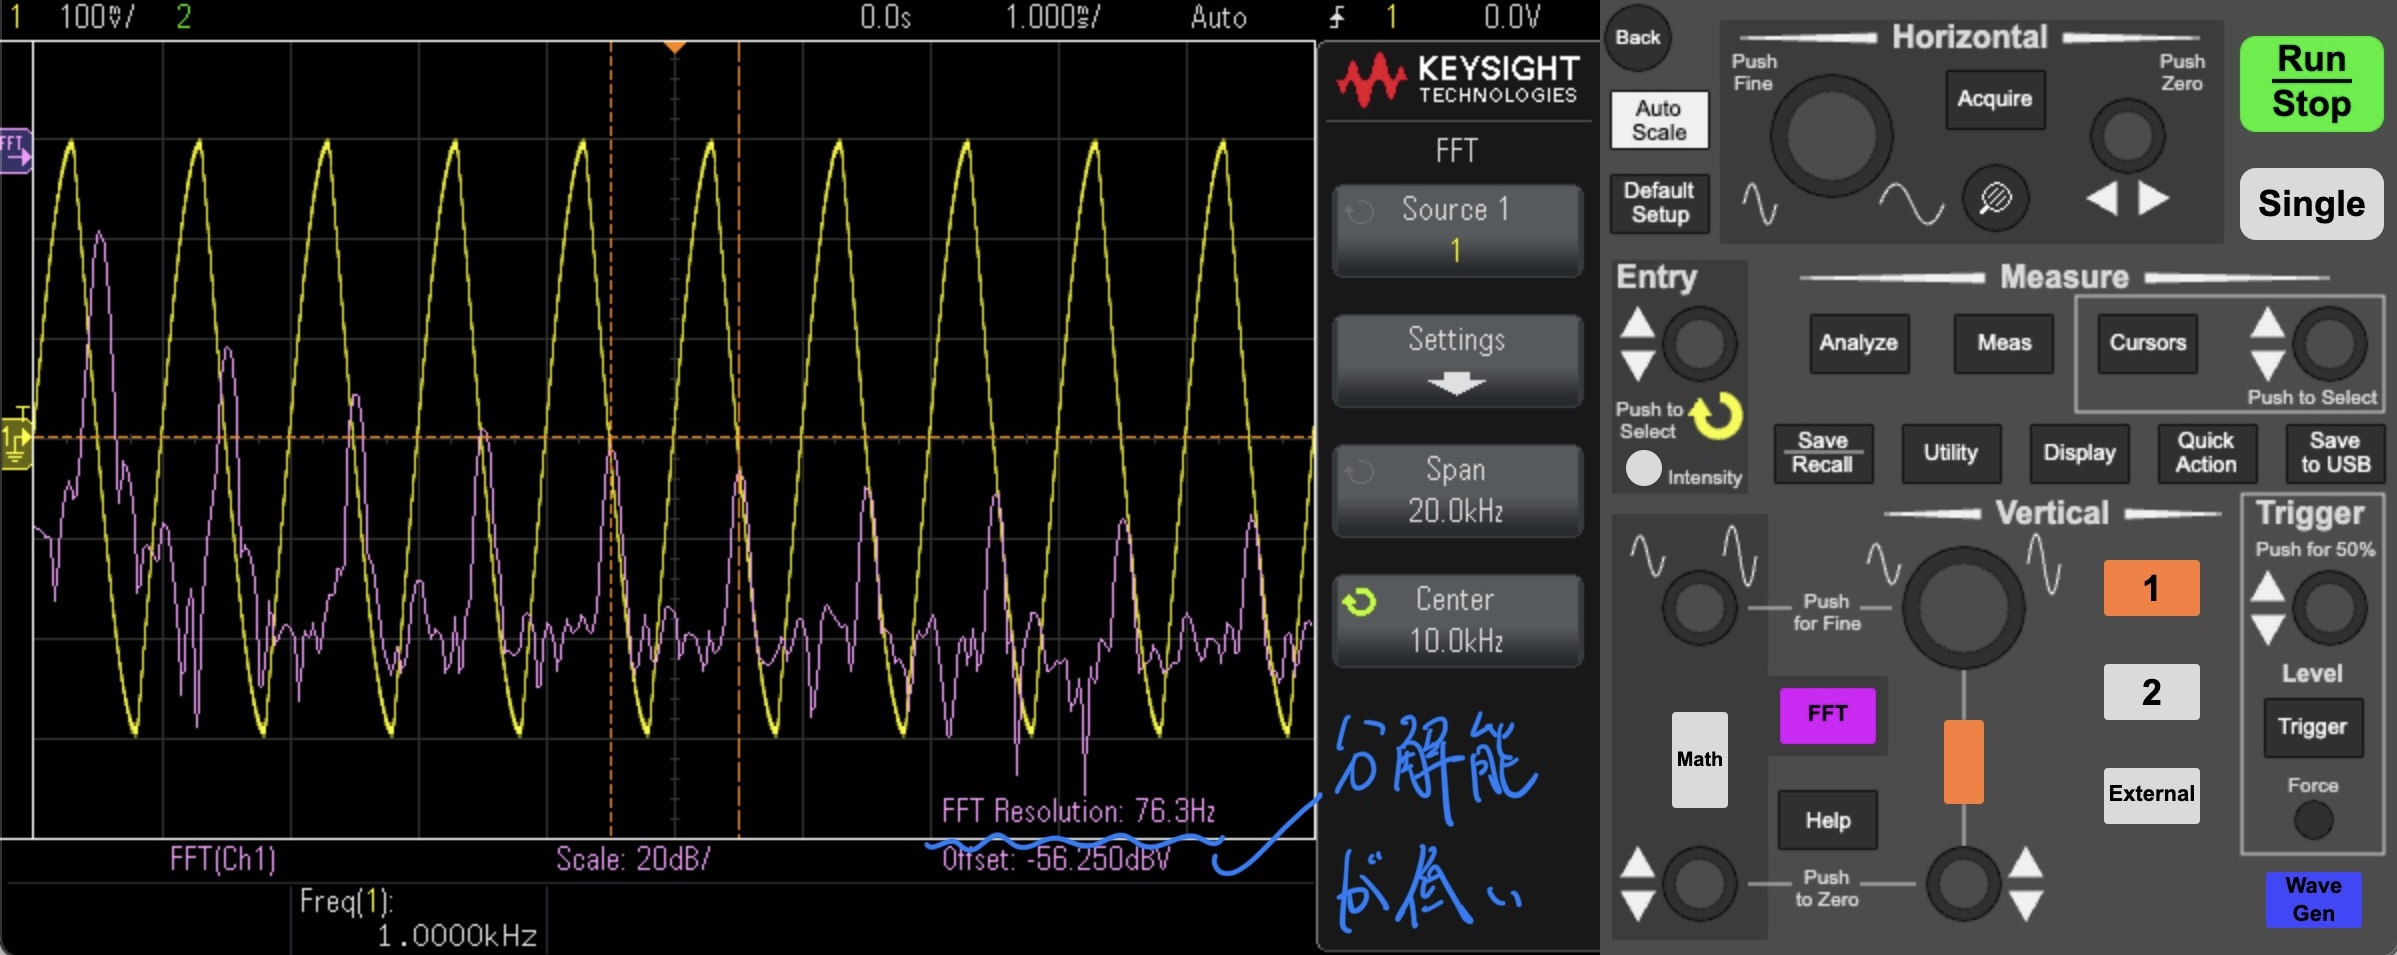 1 100mV/ 2 0.0s 1.000ms/ Auto 1 0.0V
FFT
T
1
KEYSIGHT
TECHNOLOGIES
FFT
Source 1
1
Settings
Span
20.0kHz
Center
10.0kHz
分解能
が低い
FFT Resolution: 76.3Hz
FFT(Ch1) Scale: 20dB/ Offset: -56.250dBV
Freq(1):
1.0000kHz
Back
Horizontal
Push
Fine
Acquire
Push
Zero
Run
Stop
Auto
Scale
Default
Setup
Single
Entry
Push to
Select
Intensity
Measure
Analyze
Meas
Cursors
Push to Select
Save
Recall
Utility
Display
Quick
Action
Save
to USB
Vertical
Push
for Fine
1
2
External
FFT
Math
Help
Push
to Zero
Trigger
Push for 50%
Level
Trigger
Force
Wave
Gen